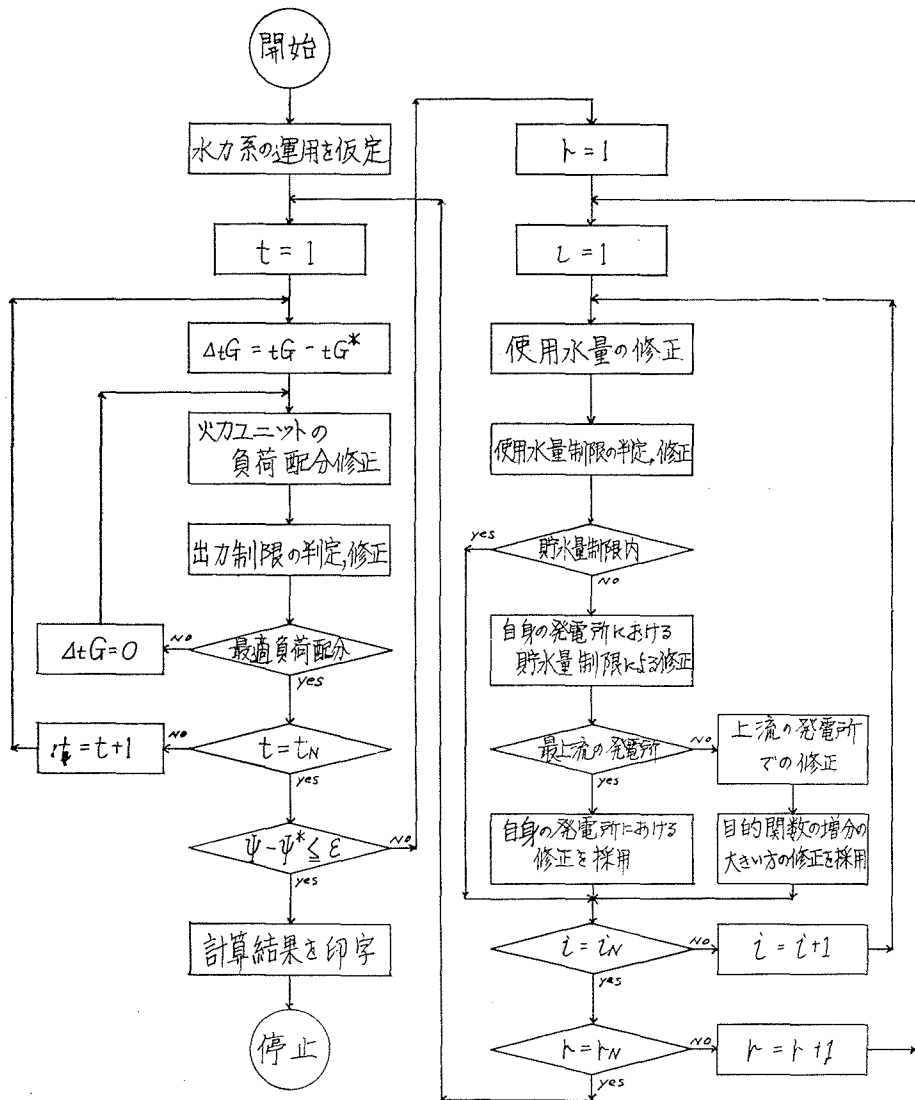 開始
水力系の運用を仮定
t = 1
ΔtG = tG - tG*
火力ユニットの
負荷配分修正
出力制限の判定,修正
最適負荷配分
NO
ΔtG=0
yes
t = tN
NO
= t+1
yes
ψ-ψ* ≦ ε
NO
yes
計算結果を印字
停止
r = 1
i = 1
使用水量の修正
使用水量制限の判定,修正
貯水量制限内
yes
NO
自身の発電所における
貯水量制限による修正
最上流の発電所
NO
上流の発電所
での修正
yes
自身の発電所における
修正を採用
目的関数の増分の
大きい方の修正を採用
i = iN
NO
i = i+1
yes
r = rN
NO
r = r+1
yes